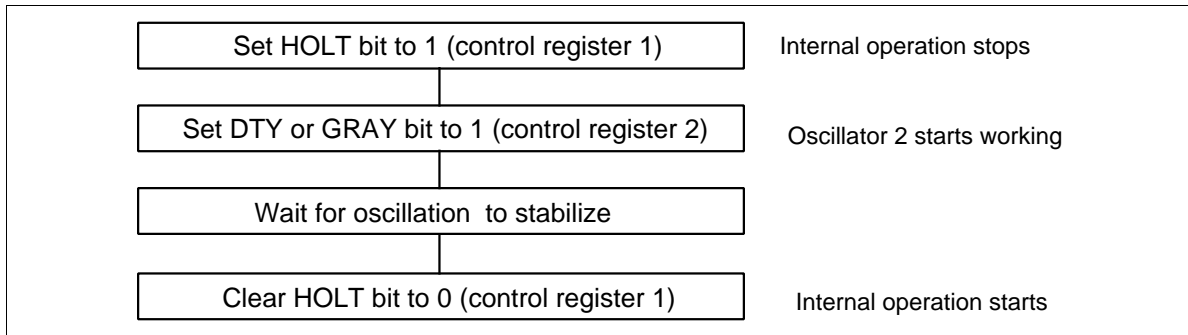 Set HOLT bit to 1 (control register 1)
Internal operation stops
Set DTY or GRAY bit to 1 (control register 2)
Oscillator 2 starts working
Wait for oscillation to stabilize
Clear HOLT bit to 0 (control register 1)
Internal operation starts